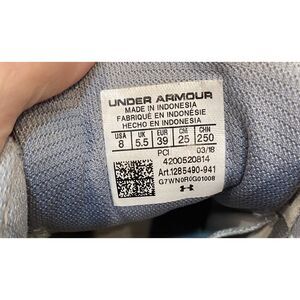 UNDER ARMOUR
MADE IN INDONESIA
FABRIQUÉ EN INDONÉSIE
HECHO EN INDONESIA
USA UK EUR CM CHN
8 5.5 39 25 250
PCI 03/18
4200520814
Art.1285490-941
G7WN0R0G01008